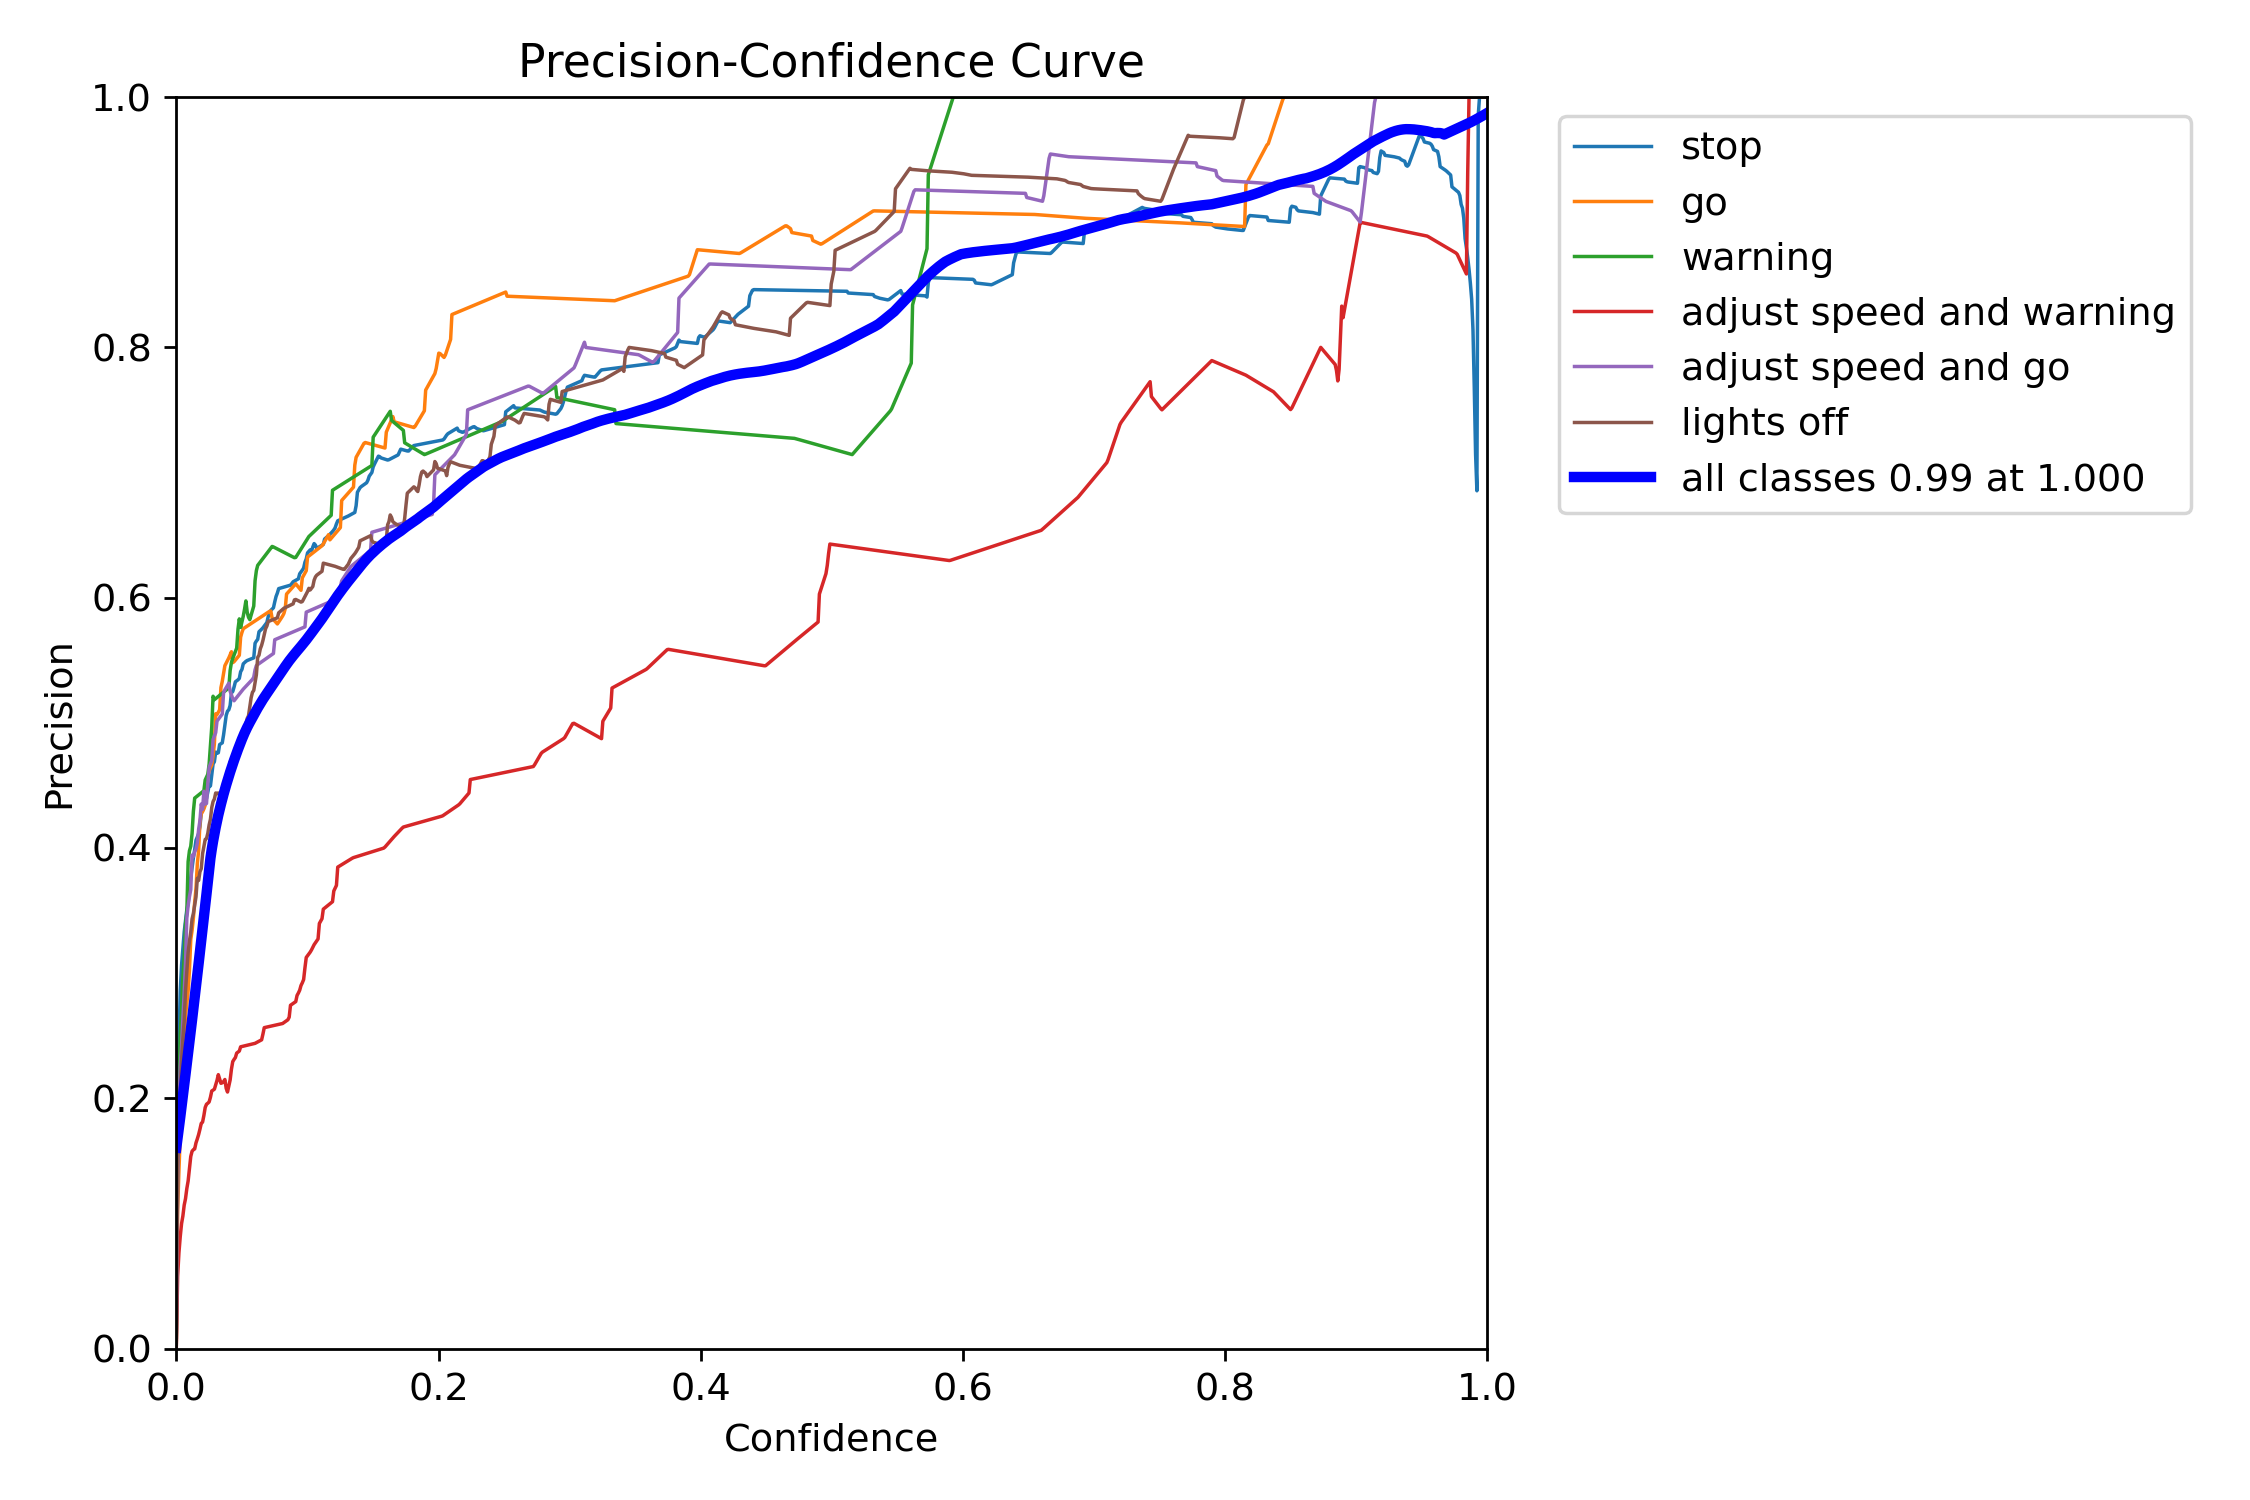 Precision-Confidence Curve
1.0
0.8
0.6
0.4
0.2
0.0
Precision
0.0 0.2 0.4 0.6 0.8 1.0
Confidence
stop
go
warning
adjust speed and warning
adjust speed and go
lights off
all classes 0.99 at 1.000